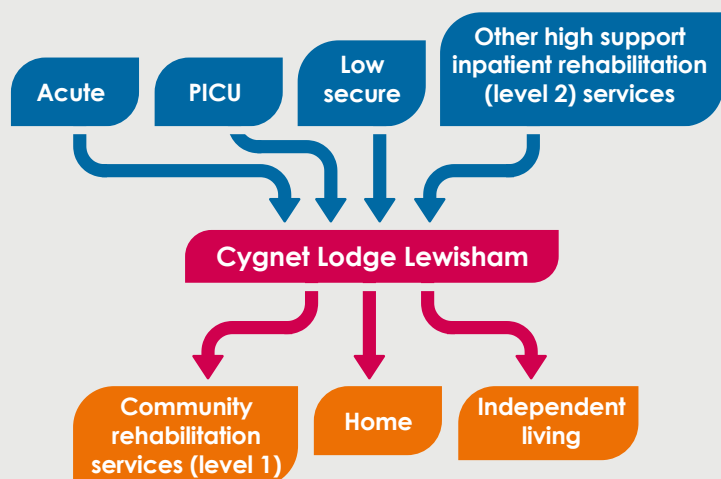 Acute
PICU
Low
secure
Other high support
inpatient rehabilitation
(level 2) services
Cygnet Lodge Lewisham
Community
rehabilitation
services (level 1)
Home
Independent
living